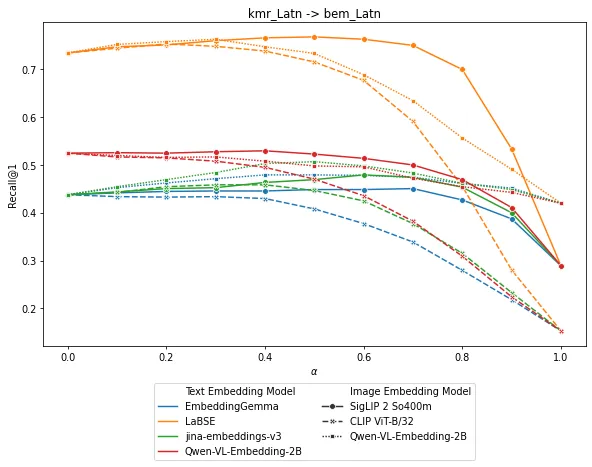 kmr_Latn -> bem_Latn
Recall@1
0.7
0.6
0.5
0.4
0.3
0.2
0.0
0.2
0.4
0.6
0.8
1.0
α
Text Embedding Model
EmbeddingGemma
LaBSE
jina-embeddings-v3
Qwen-VL-Embedding-2B
Image Embedding Model
SigLIP 2 So400m
CLIP ViT-B/32
Qwen-VL-Embedding-2B